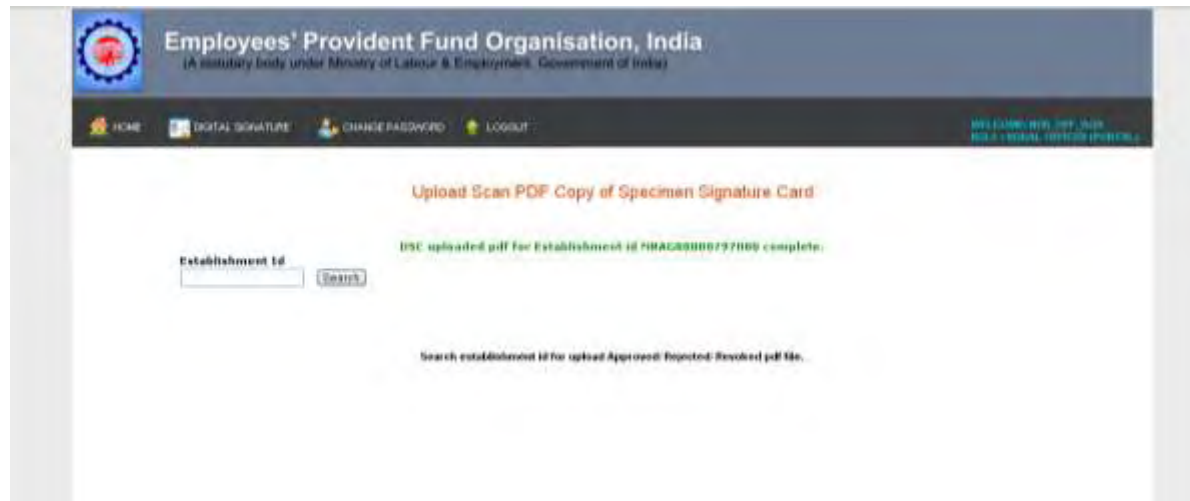 Employees' Provident Fund Organisation, India
(A statutory body under Ministry of Labour & Employment, Government of India)
HOME DIGITAL SIGNATURE CHANGE PASSWORD LOGOUT
Upload Scan PDF Copy of Specimen Signature Card
DSC uploaded pdf for Establishment id complete.
Establishment Id
Search
Search establishment id for upload Approved/ Rejected/ Revoked pdf file.